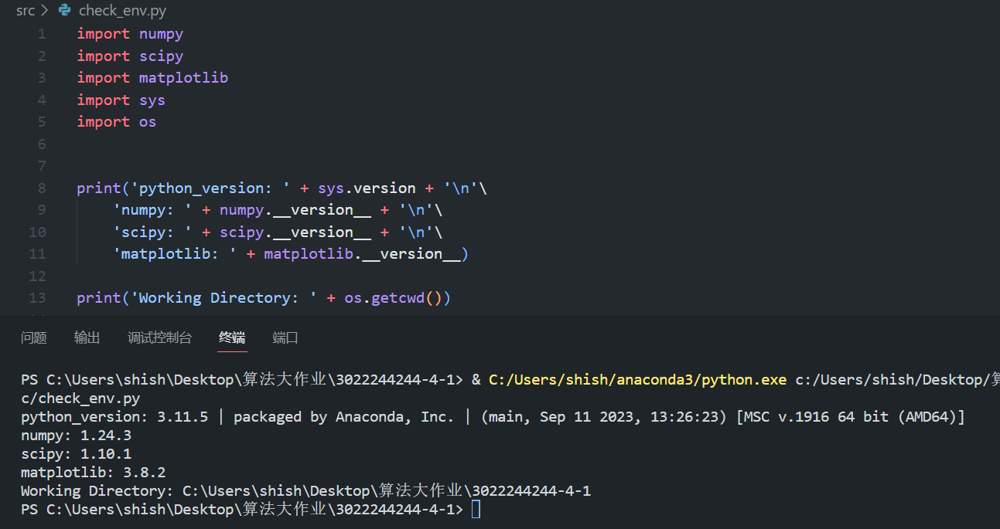 src > check_env.py
1 import numpy
2 import scipy
3 import matplotlib
4 import sys
5 import os
6
7
8 print('python_version: ' + sys.version + '\n'\
9     'numpy: ' + numpy.__version__ + '\n'\
10     'scipy: ' + scipy.__version__ + '\n'\
11     'matplotlib: ' + matplotlib.__version__)
12
13 print('Working Directory: ' + os.getcwd())
问题 输出 调试控制台 终端 端口
PS C:\Users\shish\Desktop\算法大作业\3022244244-4-1> & C:/Users/shish/anaconda3/python.exe c:/Users/shish/Desktop/算
c/check_env.py
python_version: 3.11.5 | packaged by Anaconda, Inc. | (main, Sep 11 2023, 13:26:23) [MSC v.1916 64 bit (AMD64)]
numpy: 1.24.3
scipy: 1.10.1
matplotlib: 3.8.2
Working Directory: C:\Users\shish\Desktop\算法大作业\3022244244-4-1
PS C:\Users\shish\Desktop\算法大作业\3022244244-4-1>